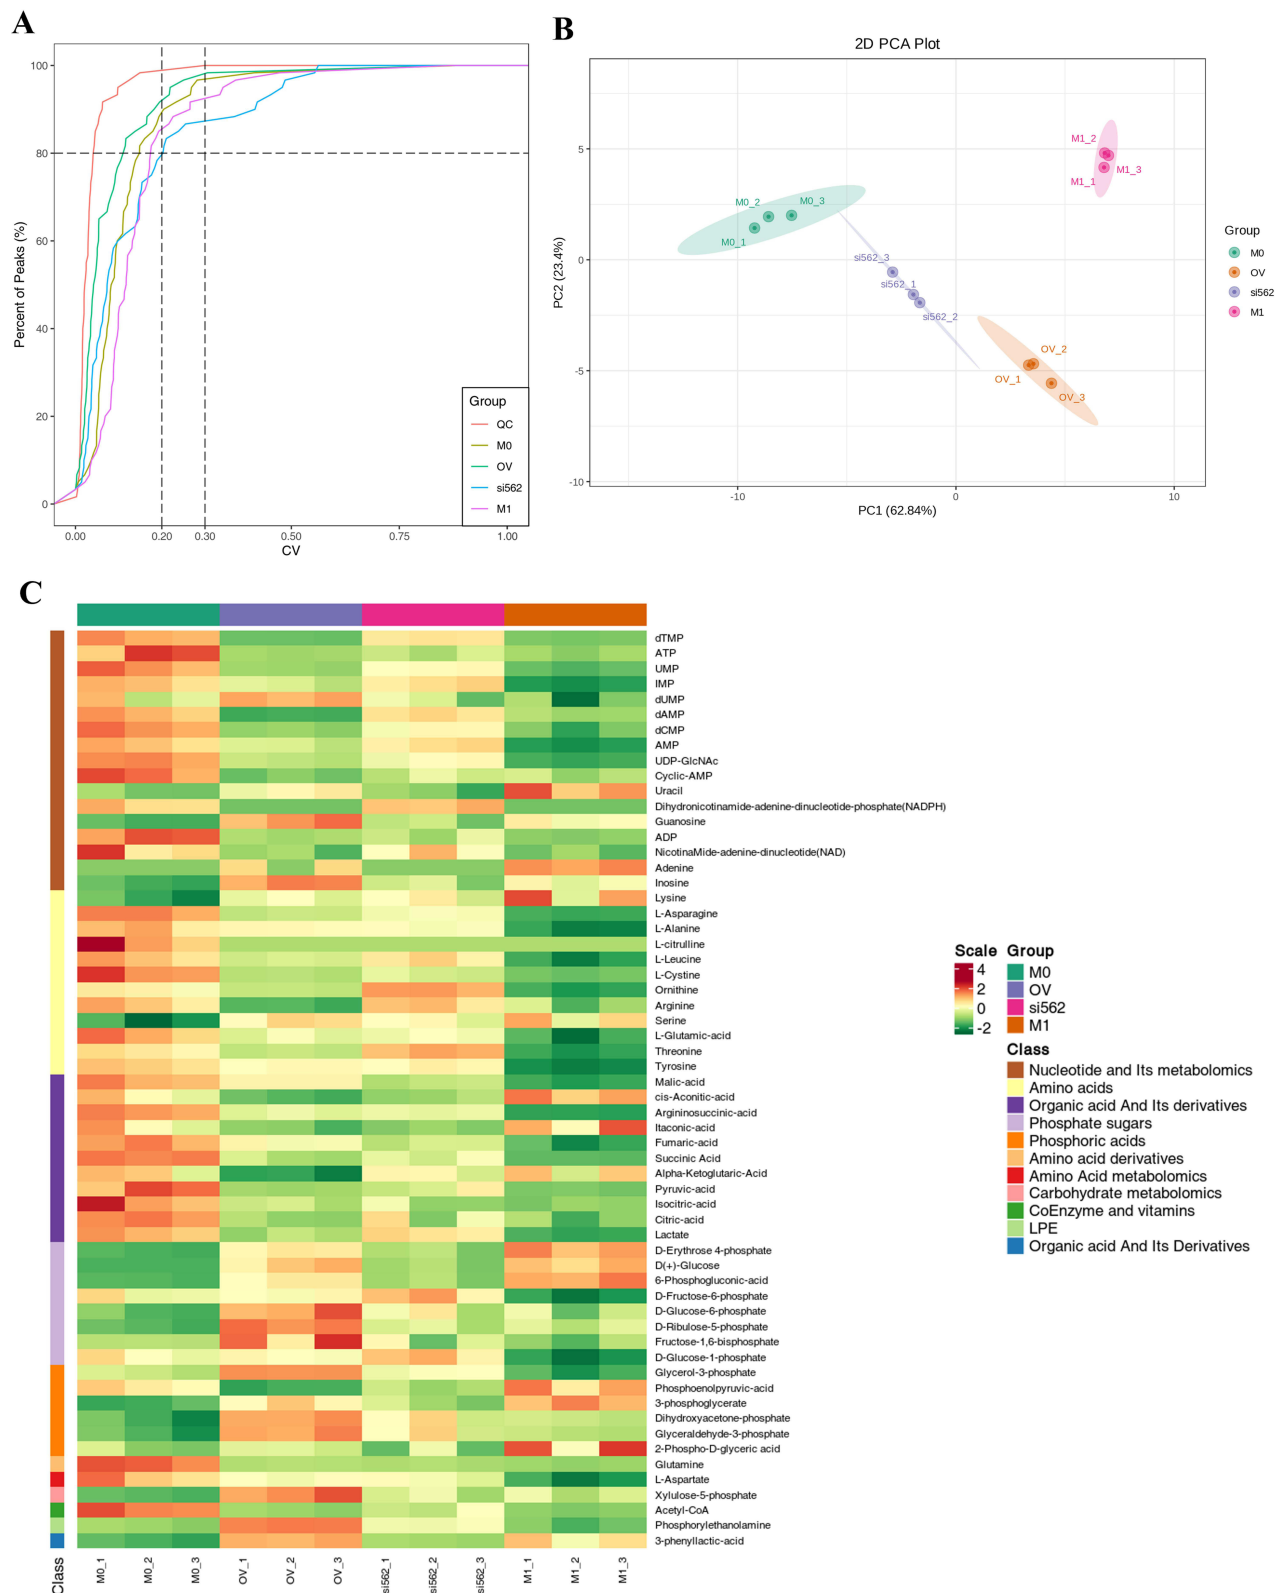 A
100
80
60
40
20
0
Percent of Peaks (%)
0.00
0.20
0.30
0.50
0.75
1.00
CV
Group
QC
M0
OV
si562
M1
B
2D PCA Plot
5
0
-5
-10
PC2 (23.4%)
-10
0
10
PC1 (62.84%)
M0_2
M0_3
M0_1
M1_2
M1_3
M1_1
si562_3
si562_1
si562_2
OV_2
OV_1
OV_3
Group
M0
OV
si562
M1
C
dTMP
ATP
UMP
IMP
dUMP
dAMP
dCMP
AMP
UDP-GlcNAc
Cyclic-AMP
Uracil
Dihydronicotinamide-adenine-dinucleotide-phosphate(NADPH)
Guanosine
ADP
NicotinaMide-adenine-dinucleotide(NAD)
Adenine
Inosine
Lysine
L-Asparagine
L-Alanine
L-citrulline
L-Leucine
L-Cystine
Ornithine
Arginine
Serine
L-Glutamic-acid
Threonine
Tyrosine
Malic-acid
cis-Aconitic-acid
Argininosuccinic-acid
Itaconic-acid
Fumaric-acid
Succinic Acid
Alpha-Ketoglutaric-Acid
Pyruvic-acid
Isocitric-acid
Citric-acid
Lactate
D-Erythrose 4-phosphate
D(+)-Glucose
6-Phosphogluconic-acid
D-Fructose-6-phosphate
D-Glucose-6-phosphate
D-Ribulose-5-phosphate
Fructose-1,6-bisphosphate
D-Glucose-1-phosphate
Glycerol-3-phosphate
Phosphoenolpyruvic-acid
3-phosphoglycerate
Dihydroxyacetone-phosphate
Glyceraldehyde-3-phosphate
2-Phospho-D-glyceric acid
Glutamine
L-Aspartate
Xylulose-5-phosphate
Acetyl-CoA
Phosphorylethanolamine
3-phenyllactic-acid
Class
M0_1
M0_2
M0_3
OV_1
OV_2
OV_3
si562_1
si562_2
si562_3
M1_1
M1_2
M1_3
Scale
4
2
0
-2
Group
M0
OV
si562
M1
Class
Nucleotide and Its metabolomics
Amino acids
Organic acid And Its derivatives
Phosphate sugars
Phosphoric acids
Amino acid derivatives
Amino Acid metabolomics
Carbohydrate metabolomics
CoEnzyme and vitamins
LPE
Organic acid And Its Derivatives